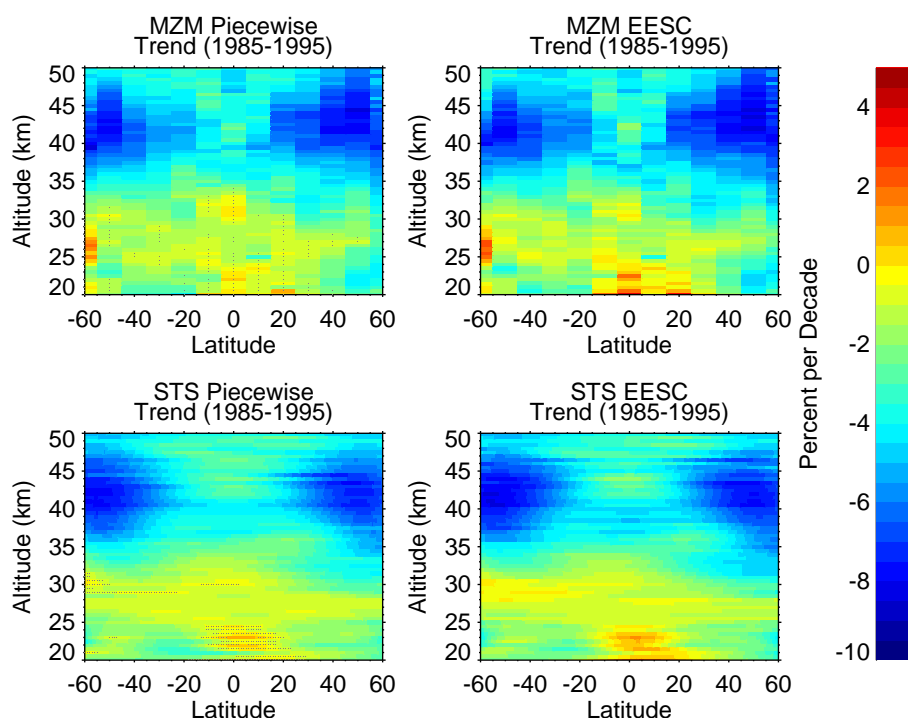 MZM Piecewise
Trend (1985-1995)
MZM EESC
Trend (1985-1995)
50
45
40
35
30
25
20
Altitude (km)
-60 -40 -20 0 20 40 60
Latitude
50
45
40
35
30
25
20
Altitude (km)
-60 -40 -20 0 20 40 60
Latitude
STS Piecewise
Trend (1985-1995)
STS EESC
Trend (1985-1995)
50
45
40
35
30
25
20
Altitude (km)
-60 -40 -20 0 20 40 60
Latitude
50
45
40
35
30
25
20
Altitude (km)
-60 -40 -20 0 20 40 60
Latitude
Percent per Decade
4
2
0
-2
-4
-6
-8
-10